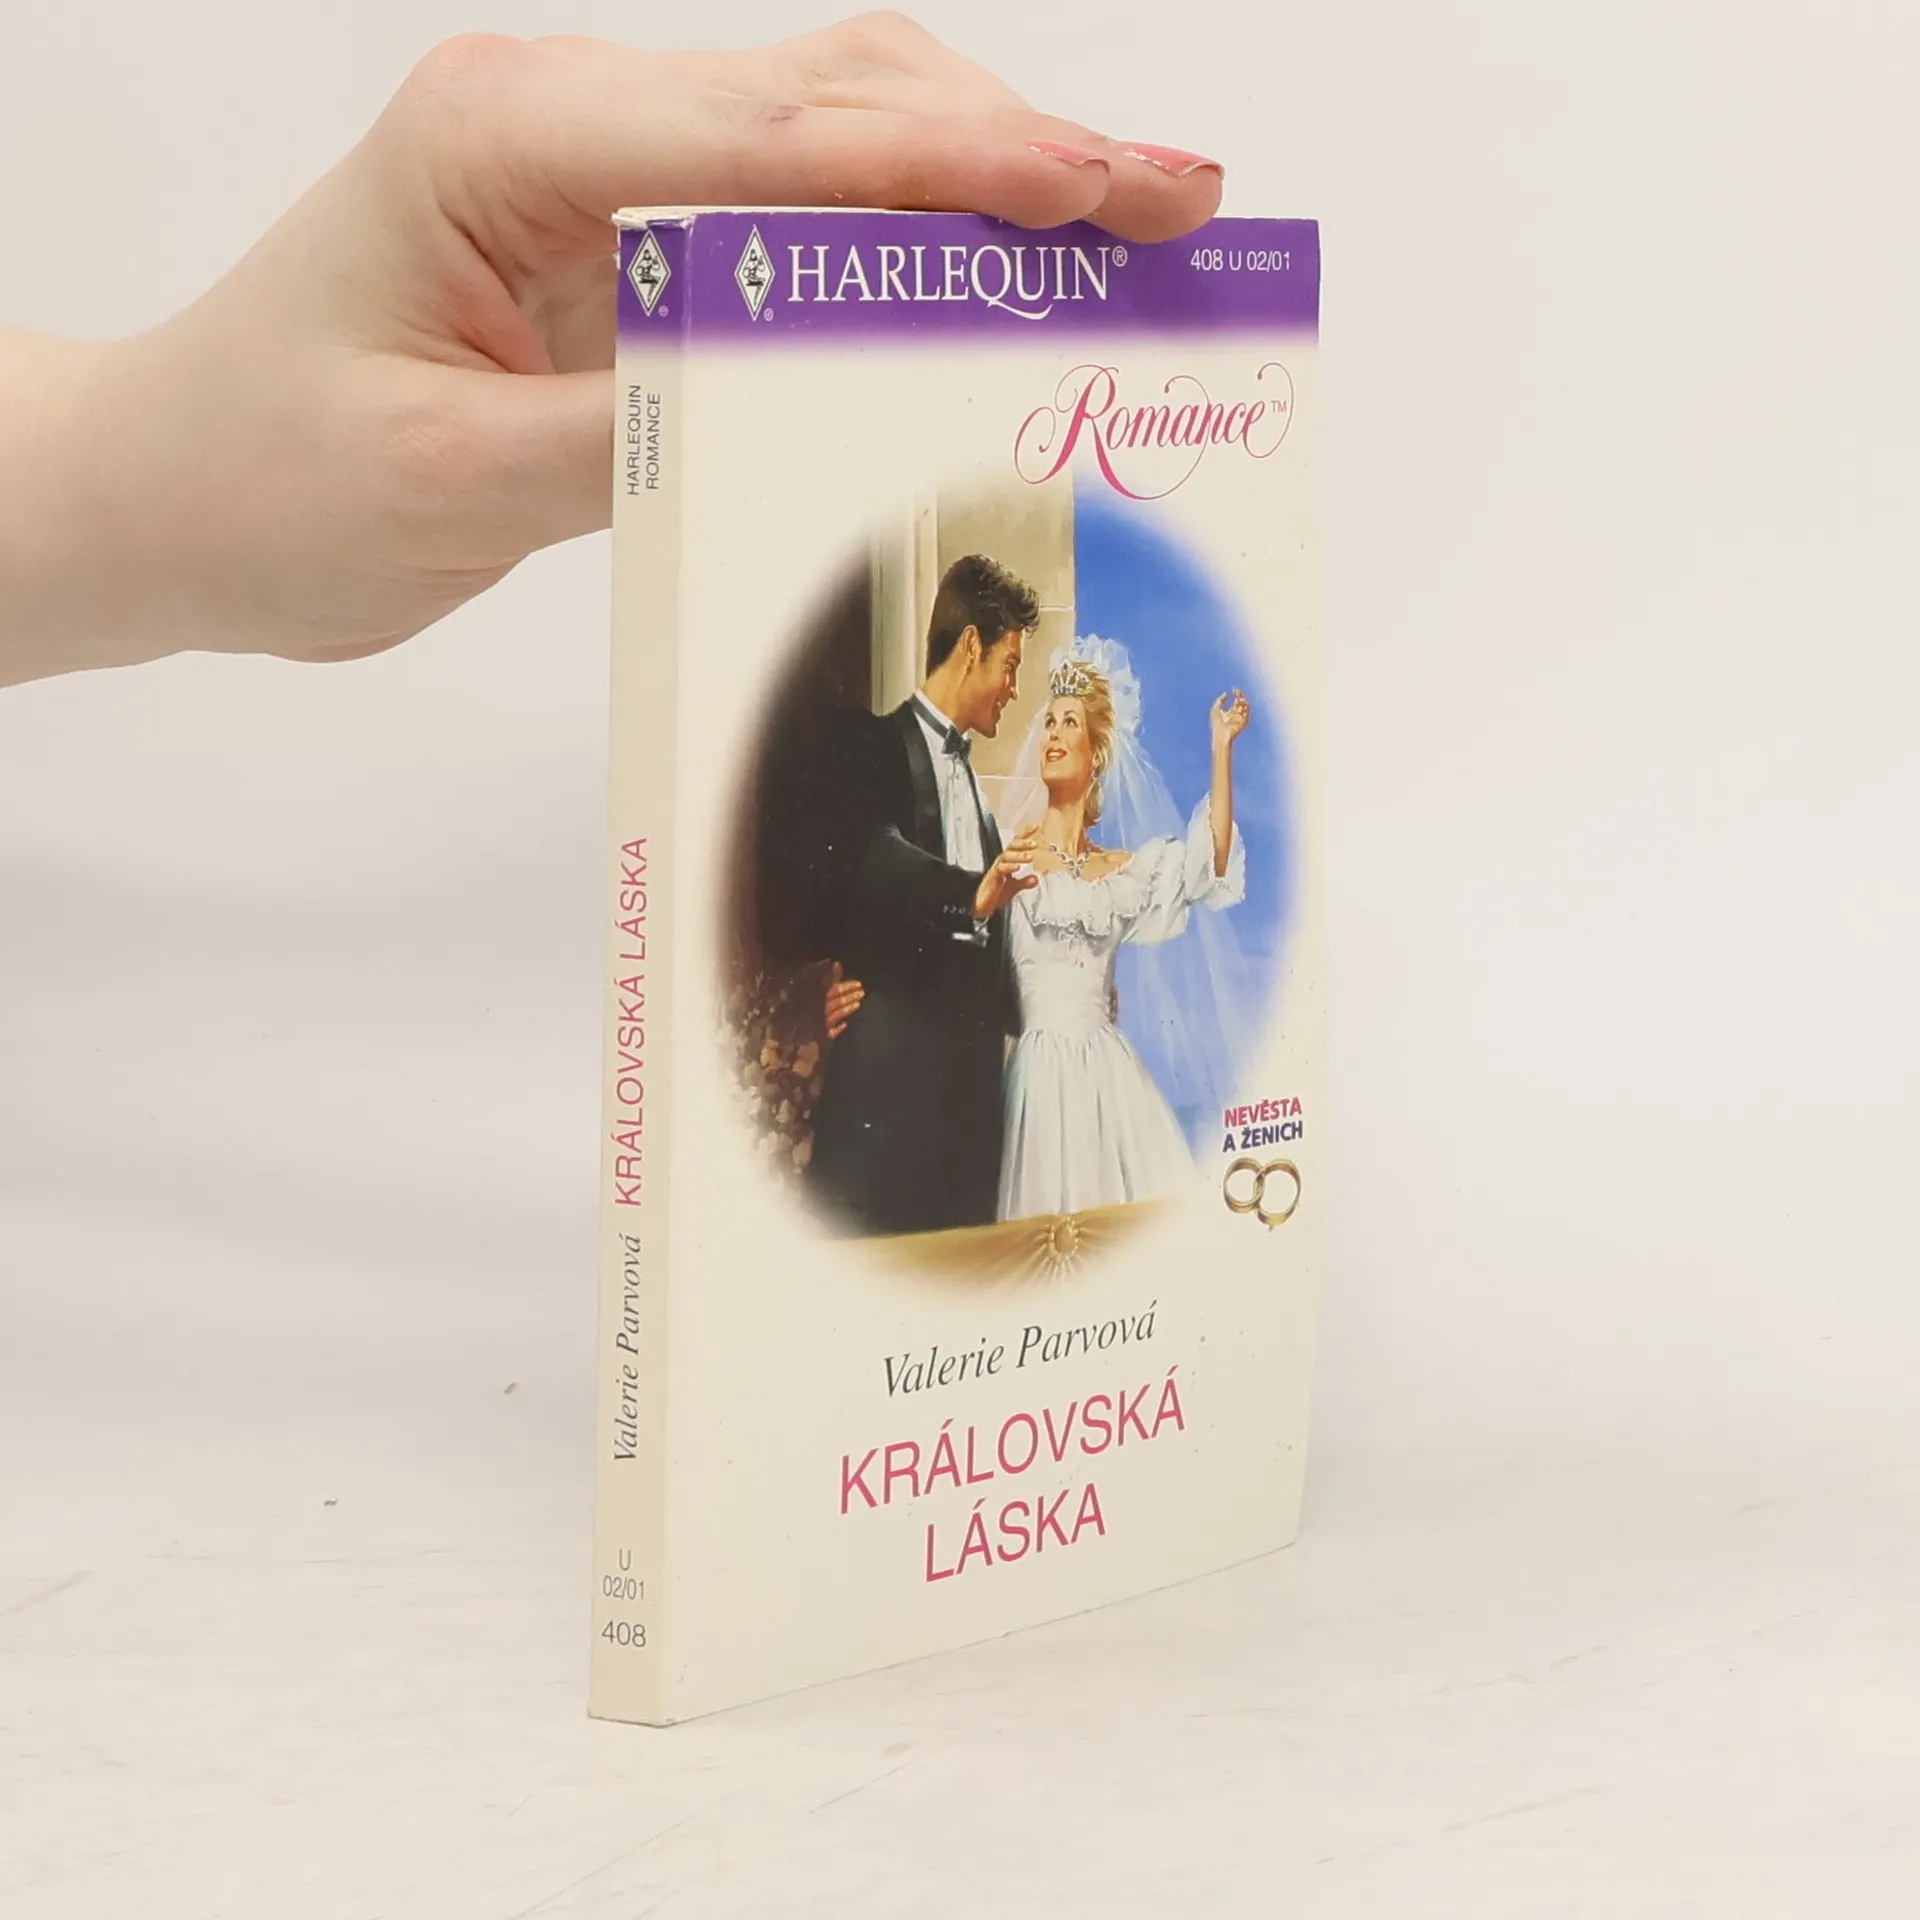 HARLEQUIN®
408 U 02/01
Romance™
NEVĚSTA
A ŽENICH
Valerie Parvová
KRÁLOVSKÁ
LÁSKA
HARLEQUIN
ROMANCE
Valerie Parvová KRÁLOVSKÁ LÁSKA
U
02/01
408